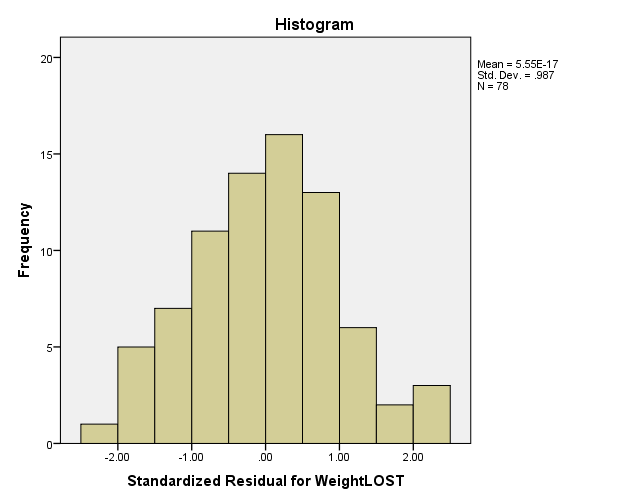 Histogram
Mean = 5.55E-17
Std. Dev. = .987
N = 78
20
15
10
5
0
Frequency
-2.00 -1.00 .00 1.00 2.00
Standardized Residual for WeightLOST